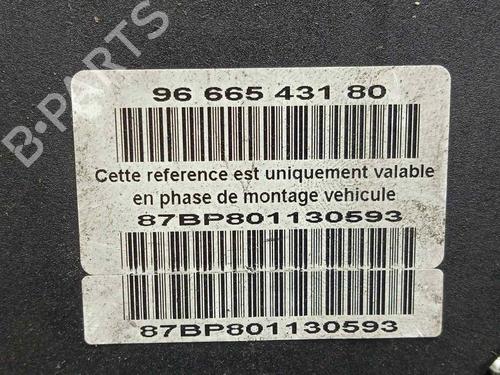 B-PARTS
96 665 431 80
Cette reference est uniquement valable
en phase de montage vehicule
87BP801130593
87BP801130593